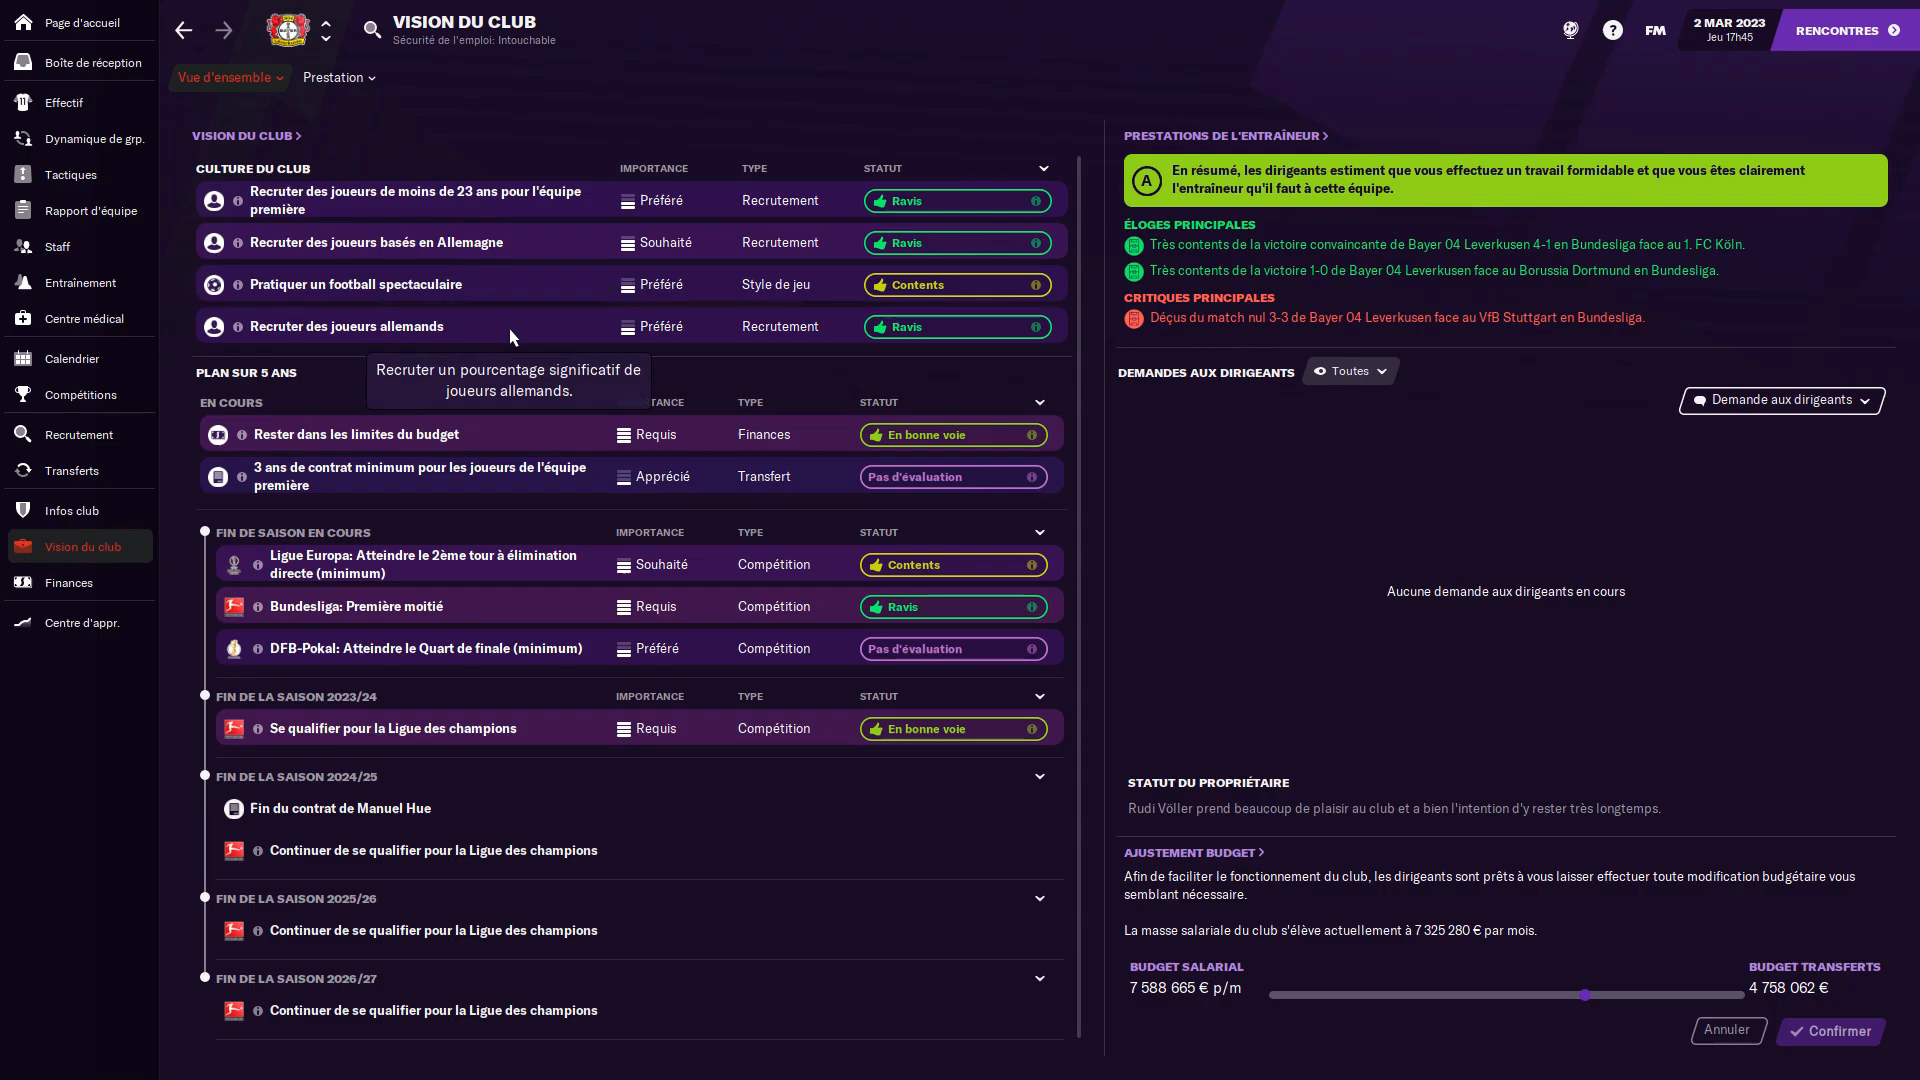 Page d'accueil
Boîte de réception
Effectif
Dynamique de grp.
Tactiques
Rapport d'équipe
Staff
Entraînement
Centre médical
Calendrier
Compétitions
Recrutement
Transferts
Infos club
Vision du club
Finances
Centre d'appr.
VISION DU CLUB
Sécurité de l'emploi: Intouchable
FM
2 MAR 2023
Jeu 17h45
RENCONTRES
Vue d'ensemble
Prestation
VISION DU CLUB
CULTURE DU CLUB IMPORTANCE TYPE STATUT
Recruter des joueurs de moins de 23 ans pour l'équipe
première
Préféré Recrutement Ravis
Recruter des joueurs basés en Allemagne Souhaité Recrutement Ravis
Pratiquer un football spectaculaire Préféré Style de jeu Contents
Recruter des joueurs allemands Préféré Recrutement Ravis
Recruter un pourcentage significatif de
joueurs allemands.
PLAN SUR 5 ANS
EN COURS TANCE TYPE STATUT
Rester dans les limites du budget Requis Finances En bonne voie
3 ans de contrat minimum pour les joueurs de l'équipe
première
Apprécié Transfert Pas d'évaluation
FIN DE SAISON EN COURS IMPORTANCE TYPE STATUT
Ligue Europa: Atteindre le 2ème tour à élimination
directe (minimum)
Souhaité Compétition Contents
Bundesliga: Première moitié Requis Compétition Ravis
DFB-Pokal: Atteindre le Quart de finale (minimum) Préféré Compétition Pas d'évaluation
FIN DE LA SAISON 2023/24 IMPORTANCE TYPE STATUT
Se qualifier pour la Ligue des champions Requis Compétition En bonne voie
FIN DE LA SAISON 2024/25
Fin du contrat de Manuel Hue
Continuer de se qualifier pour la Ligue des champions
FIN DE LA SAISON 2025/26
Continuer de se qualifier pour la Ligue des champions
FIN DE LA SAISON 2026/27
Continuer de se qualifier pour la Ligue des champions
PRESTATIONS DE L'ENTRAÎNEUR
A
En résumé, les dirigeants estiment que vous effectuez un travail formidable et que vous êtes clairement
l'entraîneur qu'il faut à cette équipe.
ÉLOGES PRINCIPALES
Très contents de la victoire convaincante de Bayer 04 Leverkusen 4-1 en Bundesliga face au 1. FC Köln.
Très contents de la victoire 1-0 de Bayer 04 Leverkusen face au Borussia Dortmund en Bundesliga.
CRITIQUES PRINCIPALES
Déçus du match nul 3-3 de Bayer 04 Leverkusen face au VfB Stuttgart en Bundesliga.
DEMANDES AUX DIRIGEANTS Toutes
Demande aux dirigeants
Aucune demande aux dirigeants en cours
STATUT DU PROPRIÉTAIRE
Rudi Völler prend beaucoup de plaisir au club et a bien l'intention d'y rester très longtemps.
AJUSTEMENT BUDGET
Afin de faciliter le fonctionnement du club, les dirigeants sont prêts à vous laisser effectuer toute modification budgétaire vous
semblant nécessaire.
La masse salariale du club s'élève actuellement à 7 325 280 € par mois.
BUDGET SALARIAL BUDGET TRANSFERTS
7 588 665 € p/m 4 758 062 €
Annuler Confirmer